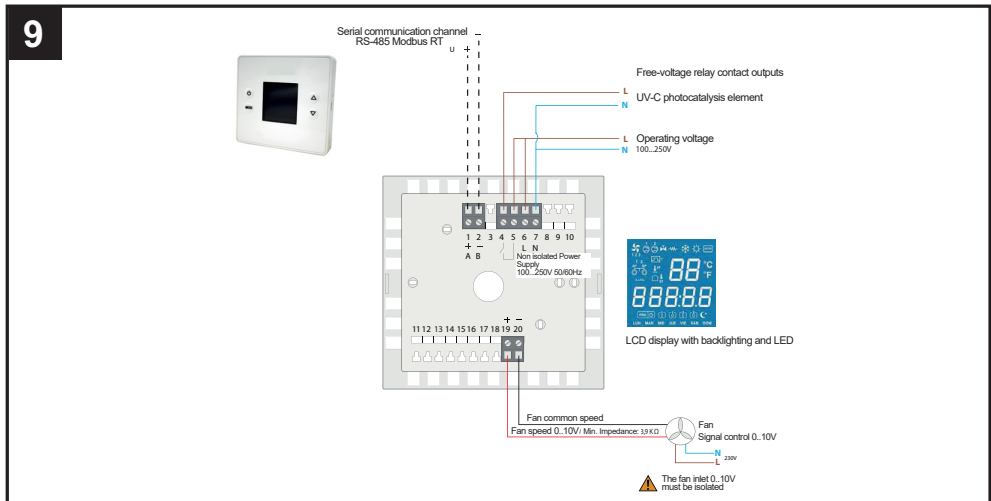 9
Serial communication channel
RS-485 Modbus RT
U + −
Free-voltage relay contact outputs
L
UV-C photocatalysis element
N
L Operating voltage
N 100...250V
1 2 3 4 5 6 7 8 9 10
+ − L N
A B
Non isolated Power
Supply
100...250V 50/60Hz
+ −
11 12 13 14 15 16 17 18 19 20
88 °C
°F
88:8.8
LUN MAR MIE JUE VIE SAB DOM
LCD display with backlighting and LED
Fan common speed
Fan speed 0..10V/ Min. Impedance: 3,9 K Ω
Fan
Signal control 0..10V
N 230V
L
The fan inlet 0..10V
must be isolated